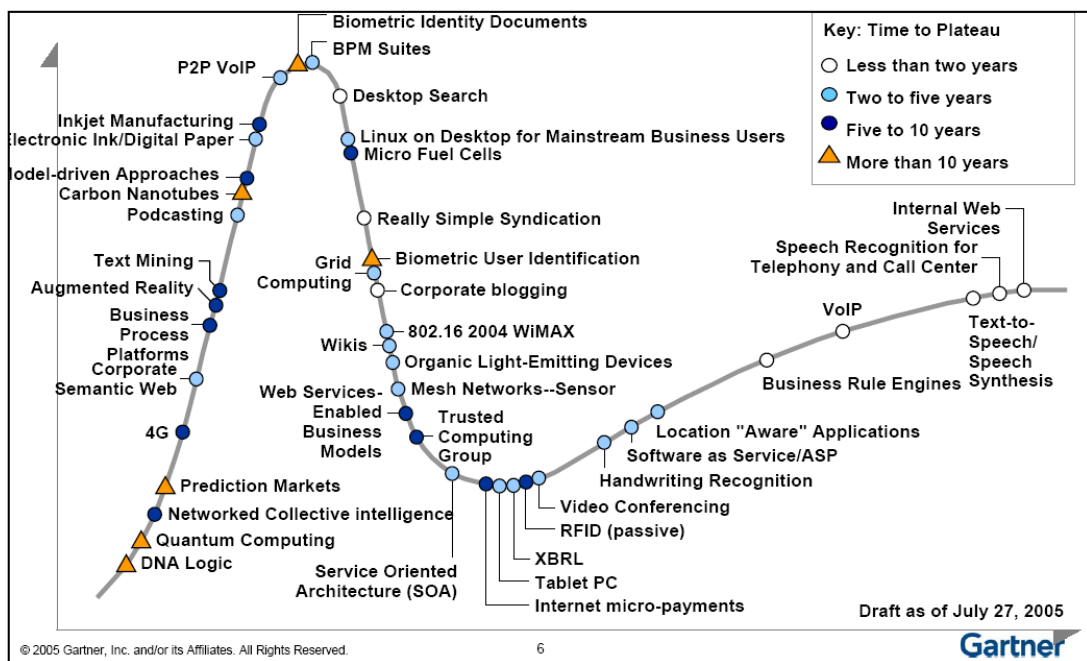 Biometric Identity Documents
BPM Suites
P2P VoIP
Desktop Search
Inkjet Manufacturing
Electronic Ink/Digital Paper
Linux on Desktop for Mainstream Business Users
Micro Fuel Cells
Model-driven Approaches
Carbon Nanotubes
Podcasting
Really Simple Syndication
Text Mining
Augmented Reality
Business
Process
Platforms
Corporate
Semantic Web
Grid
Computing
Biometric User Identification
Corporate blogging
802.16 2004 WiMAX
Wikis
Organic Light-Emitting Devices
Mesh Networks--Sensor
Web Services-
Enabled
Business
Models
Trusted
Computing
Group
4G
Prediction Markets
Networked Collective intelligence
Quantum Computing
DNA Logic
Service Oriented
Architecture (SOA)
Internet micro-payments
Tablet PC
XBRL
RFID (passive)
Video Conferencing
Handwriting Recognition
Software as Service/ASP
Location "Aware" Applications
Business Rule Engines
VoIP
Text-to-
Speech/
Speech
Synthesis
Speech Recognition for
Telephony and Call Center
Internal Web
Services
Key: Time to Plateau
Less than two years
Two to five years
Five to 10 years
More than 10 years
Draft as of July 27, 2005
© 2005 Gartner, Inc. and/or its Affiliates. All Rights Reserved.
6
Gartner